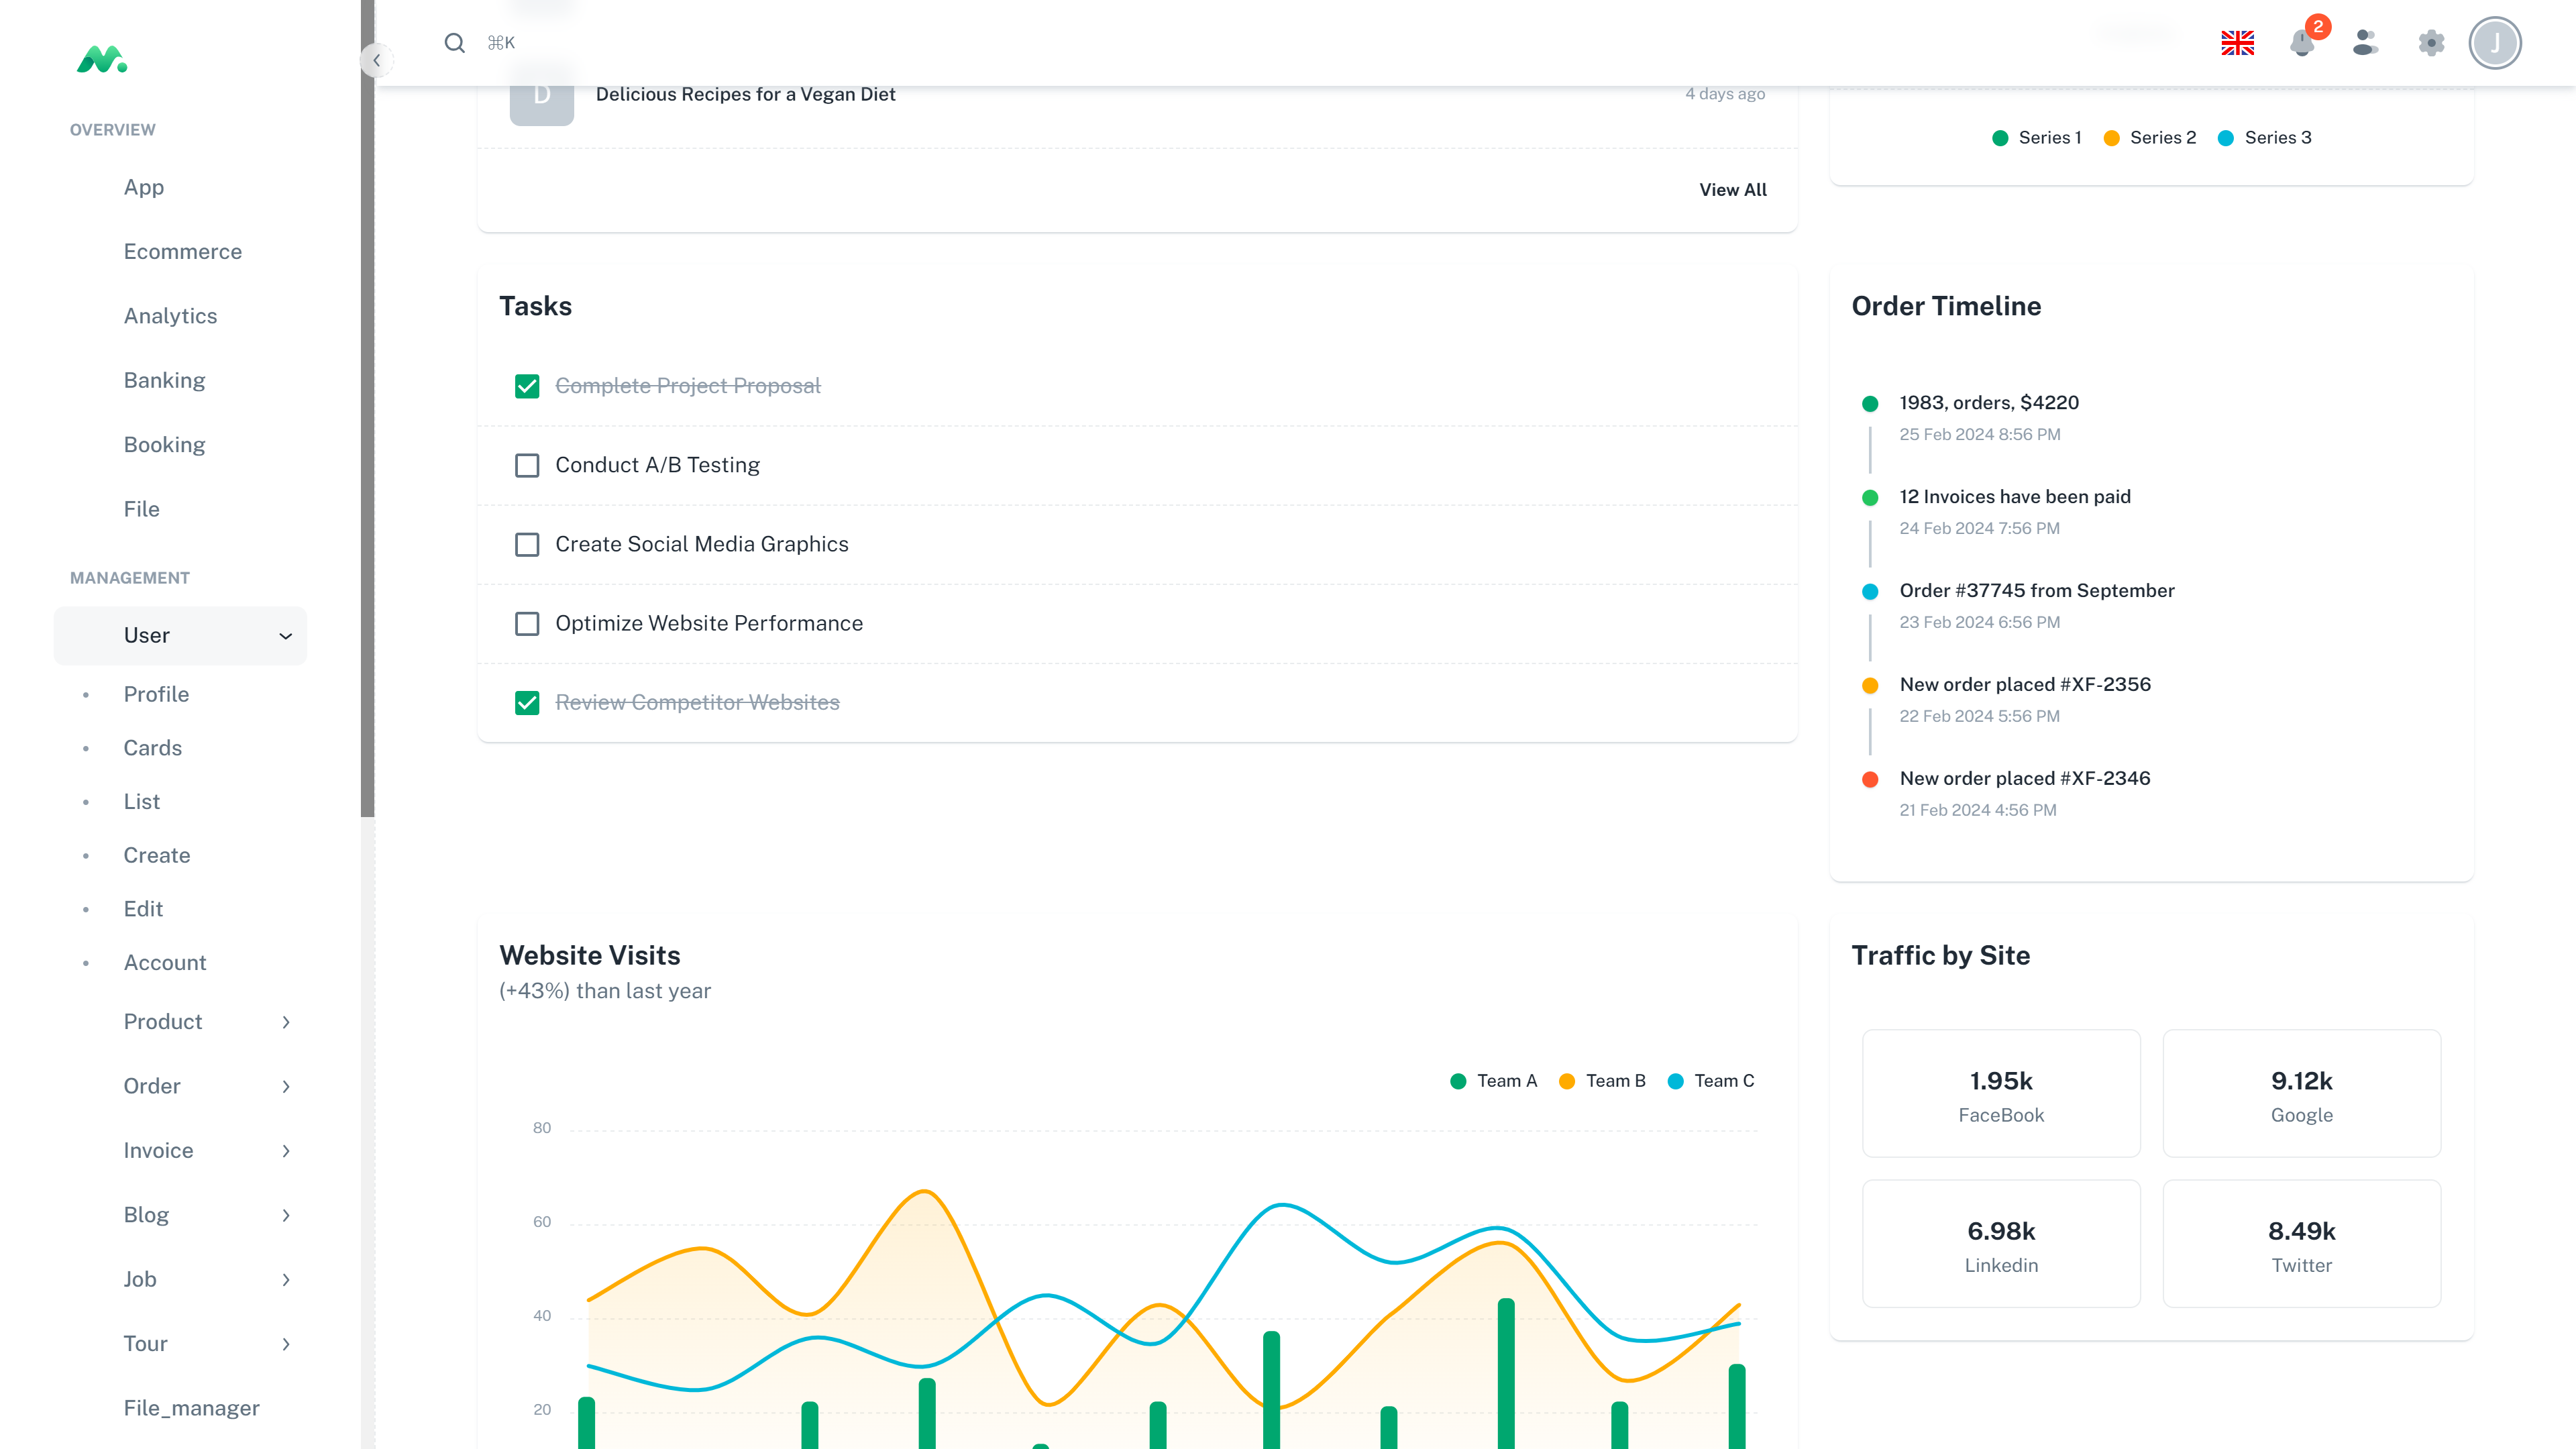 OVERVIEW
App
Ecommerce
Analytics
Banking
Booking
File
MANAGEMENT
User
Profile
Cards
List
Create
Edit
Account
Product
Order
Invoice
Blog
Job
Tour
File_manager
⌘K
2
J
D
Delicious Recipes for a Vegan Diet
4 days ago
View All
Series 1
Series 2
Series 3
Tasks
Complete Project Proposal
Conduct A/B Testing
Create Social Media Graphics
Optimize Website Performance
Review Competitor Websites
Order Timeline
1983, orders, $4220
25 Feb 2024 8:56 PM
12 Invoices have been paid
24 Feb 2024 7:56 PM
Order #37745 from September
23 Feb 2024 6:56 PM
New order placed #XF-2356
22 Feb 2024 5:56 PM
New order placed #XF-2346
21 Feb 2024 4:56 PM
Website Visits
(+43%) than last year
Team A
Team B
Team C
80
60
40
20
Traffic by Site
1.95k
FaceBook
9.12k
Google
6.98k
Linkedin
8.49k
Twitter